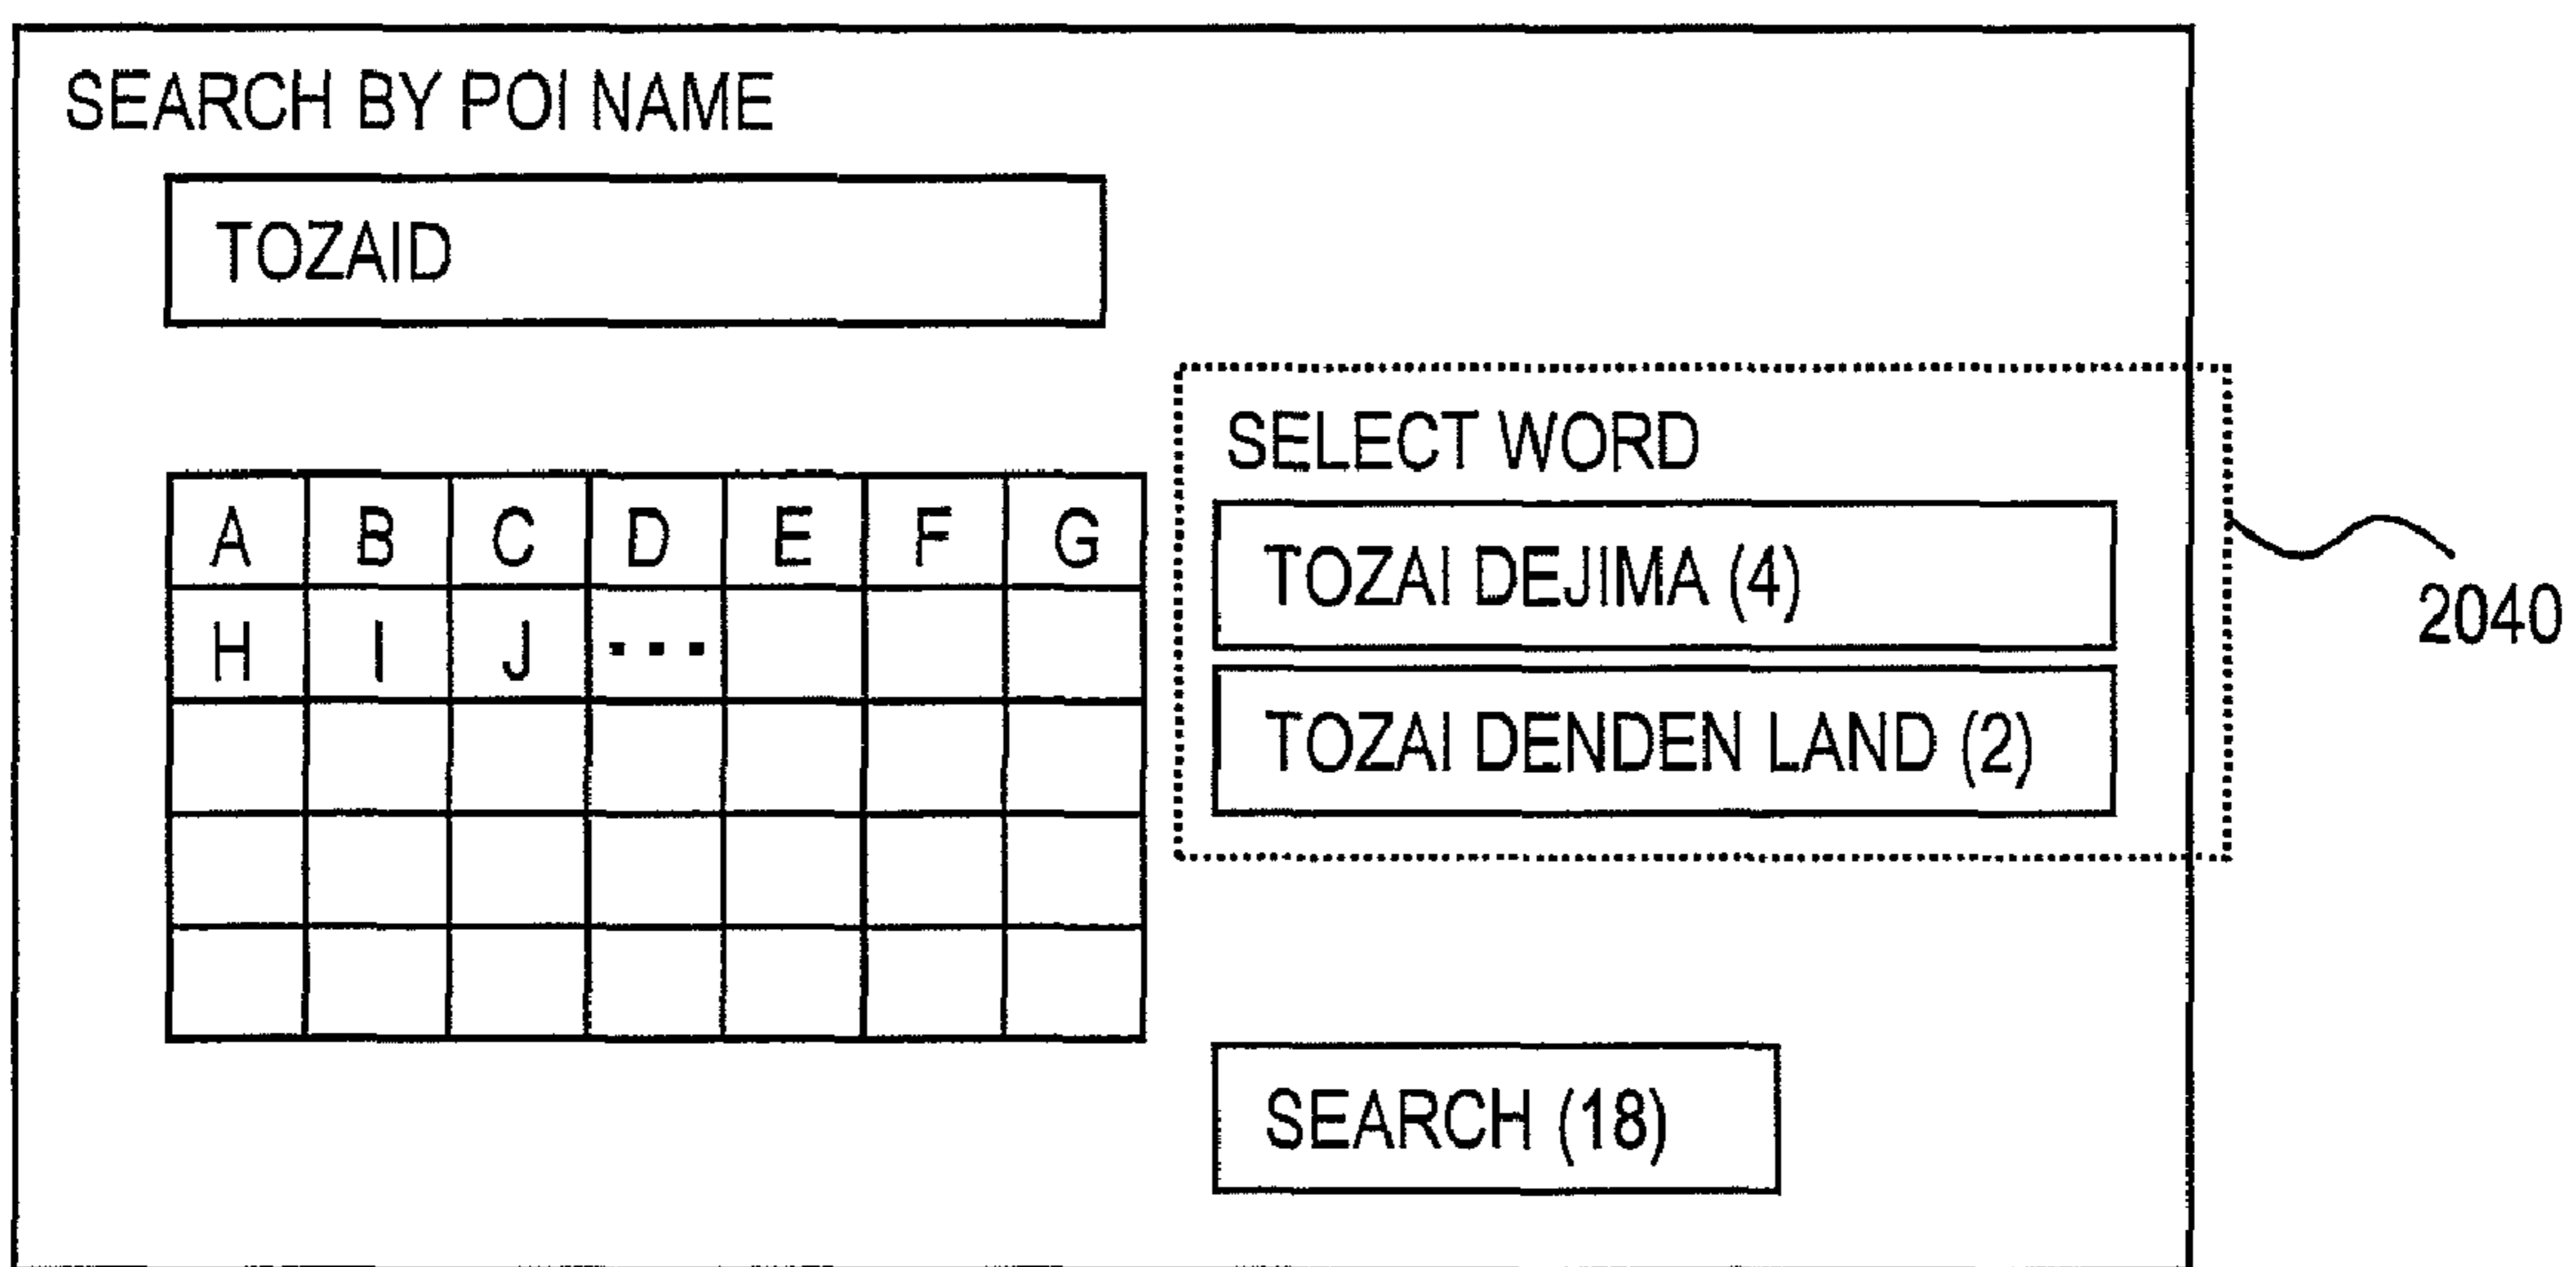 SEARCH BY POI NAME
TOZAID
SELECT WORD
A B C D E F G
TOZAI DEJIMA (4)
2040
H I J ...
TOZAI DENDEN LAND (2)
SEARCH (18)